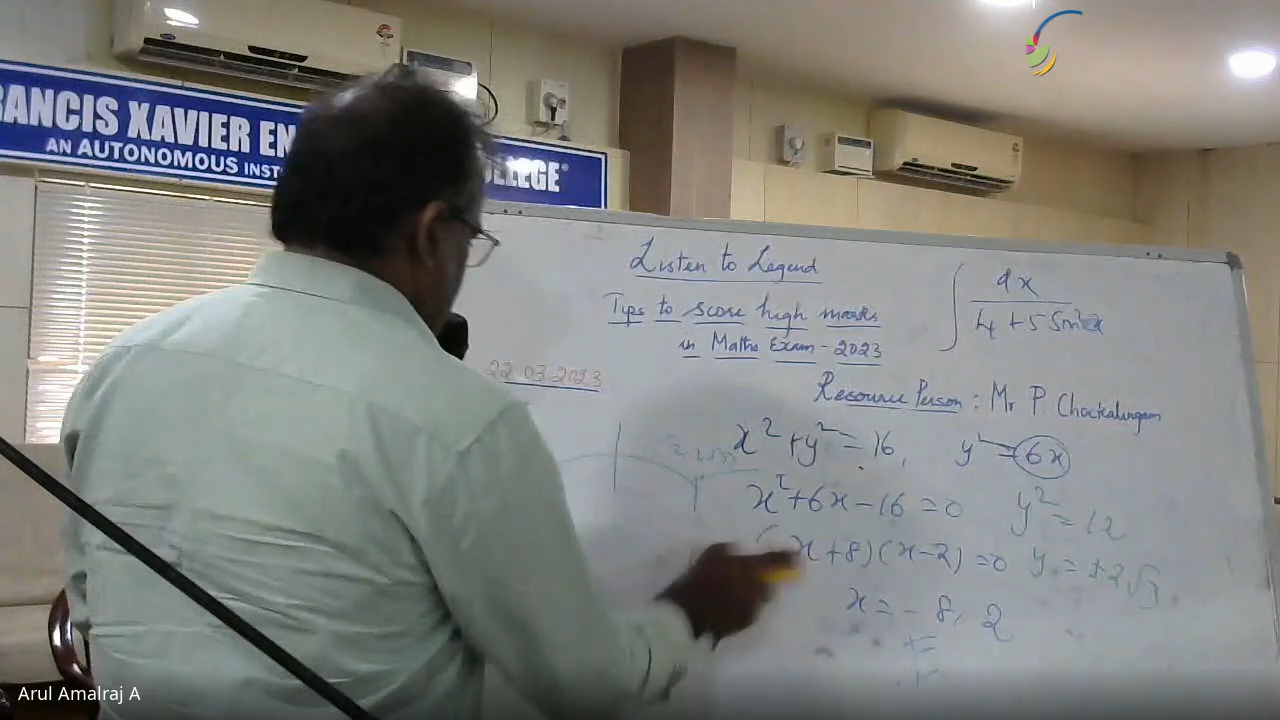 RANCIS XAVIER EN LLEGE
AN AUTONOMOUS INST
Listen to Legend
Tips to score high marks
in Maths Exam - 2023
22.03.2023
∫ dx / 4 + 5 Sin²x
Resource Person : Mr P. Chockalingam
x² + y² = 16, y² = 6x
x² + 6x - 16 = 0 y² = 12
(x + 8) (x - 2) = 0 y = ± 2√3
x = - 8, 2
Arul Amalraj A